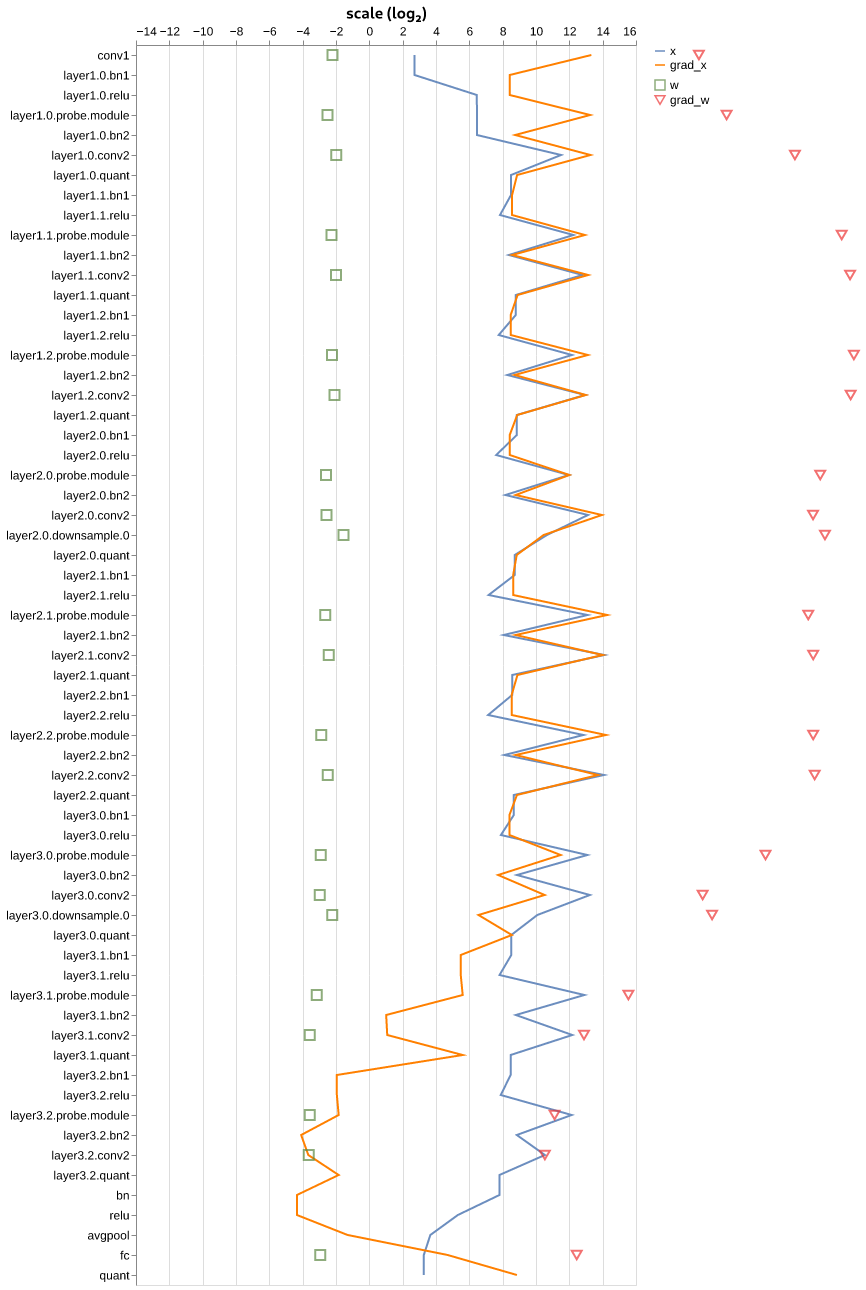 scale (log₂)
−14 −12 −10 −8 −6 −4 −2 0 2 4 6 8 10 12 14 16
x
grad_x
w
grad_w
conv1
layer1.0.bn1
layer1.0.relu
layer1.0.probe.module
layer1.0.bn2
layer1.0.conv2
layer1.0.quant
layer1.1.bn1
layer1.1.relu
layer1.1.probe.module
layer1.1.bn2
layer1.1.conv2
layer1.1.quant
layer1.2.bn1
layer1.2.relu
layer1.2.probe.module
layer1.2.bn2
layer1.2.conv2
layer1.2.quant
layer2.0.bn1
layer2.0.relu
layer2.0.probe.module
layer2.0.bn2
layer2.0.conv2
layer2.0.downsample.0
layer2.0.quant
layer2.1.bn1
layer2.1.relu
layer2.1.probe.module
layer2.1.bn2
layer2.1.conv2
layer2.1.quant
layer2.2.bn1
layer2.2.relu
layer2.2.probe.module
layer2.2.bn2
layer2.2.conv2
layer2.2.quant
layer3.0.bn1
layer3.0.relu
layer3.0.probe.module
layer3.0.bn2
layer3.0.conv2
layer3.0.downsample.0
layer3.0.quant
layer3.1.bn1
layer3.1.relu
layer3.1.probe.module
layer3.1.bn2
layer3.1.conv2
layer3.1.quant
layer3.2.bn1
layer3.2.relu
layer3.2.probe.module
layer3.2.bn2
layer3.2.conv2
layer3.2.quant
bn
relu
avgpool
fc
quant